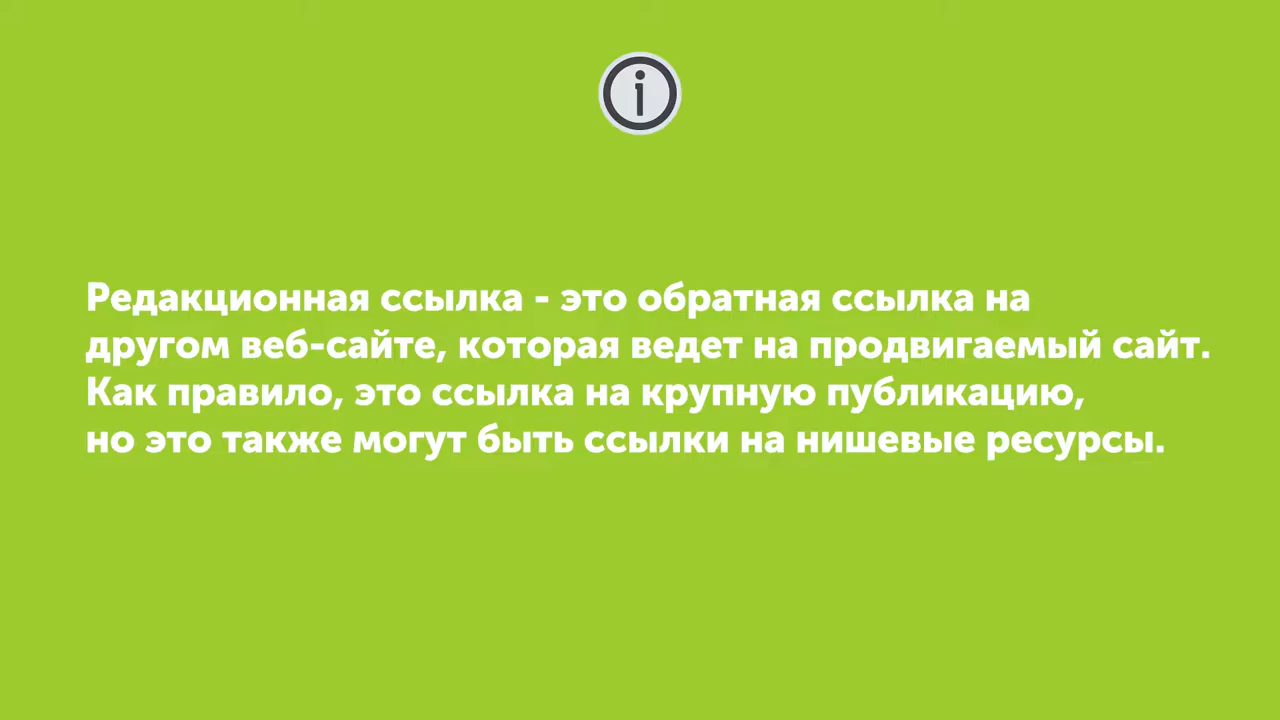 Редакционная ссылка - это обратная ссылка на
другом веб-сайте, которая ведет на продвигаемый сайт.
Как правило, это ссылка на крупную публикацию,
но это также могут быть ссылки на нишевые ресурсы.